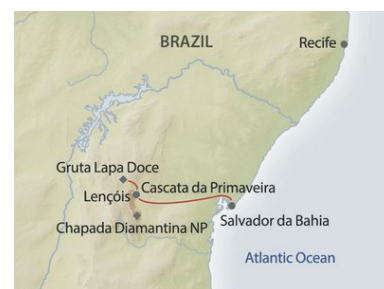 BRAZIL
Recife
Gruta Lapa Doce
Cascata da Primaveira
Lençóis
Chapada Diamantina NP
Salvador da Bahia
Atlantic Ocean